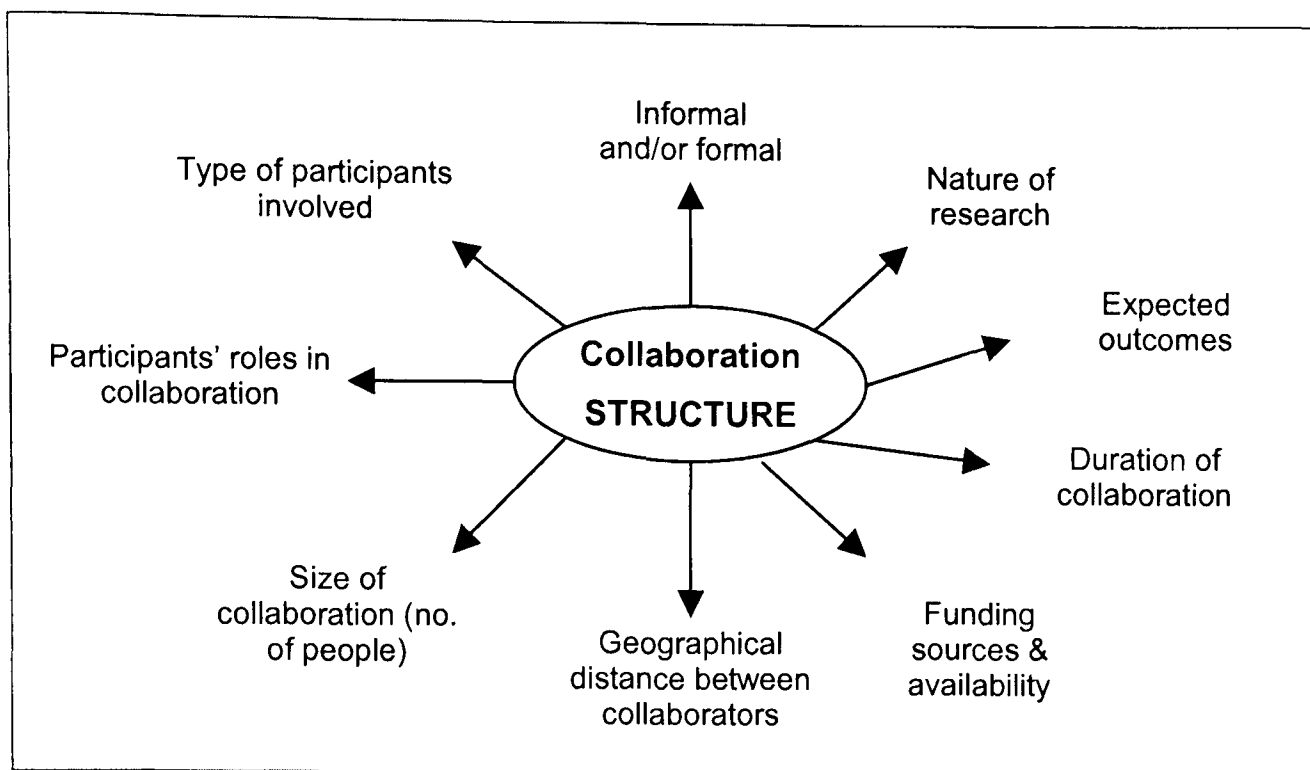 Informal
and/or formal
Type of participants
involved
Nature of
research
Expected
outcomes
Collaboration
STRUCTURE
Participants' roles in
collaboration
Duration of
collaboration
Size of
collaboration (no.
of people)
Geographical
distance between
collaborators
Funding
sources &
availability